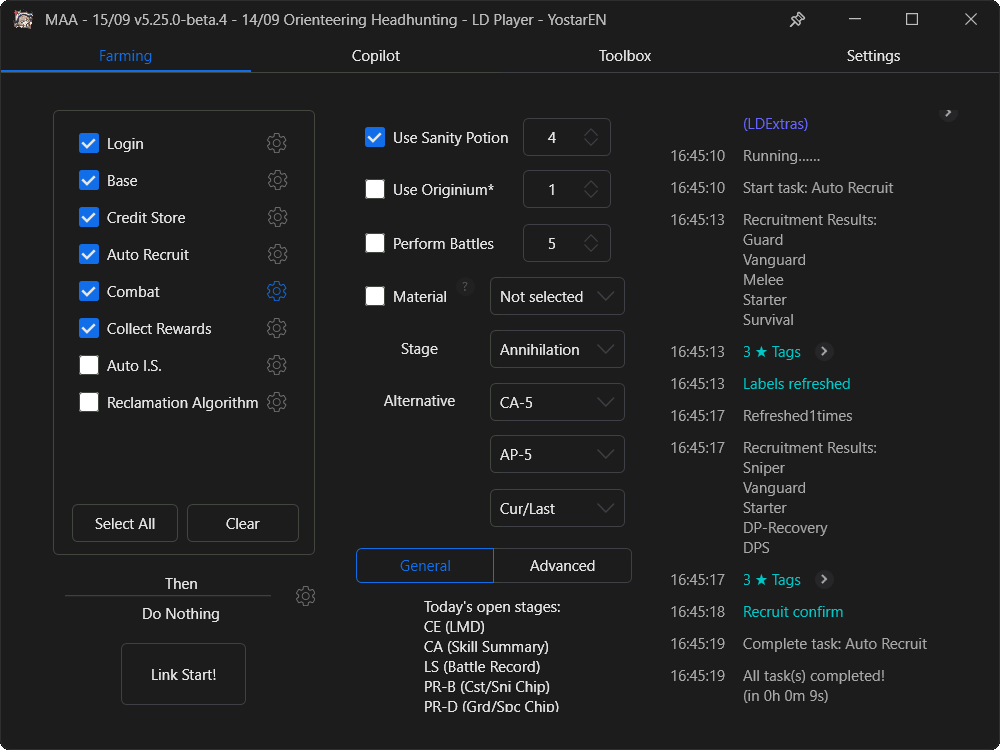 MAA - 15/09 v5.25.0-beta.4 - 14/09 Orienteering Headhunting - LD Player - YostarEN
Farming
Copilot
Toolbox
Settings
Login
Base
Credit Store
Auto Recruit
Combat
Collect Rewards
Auto I.S.
Reclamation Algorithm
Select All
Clear
Then
Do Nothing
Link Start!
Use Sanity Potion 4
Use Originium* 1
Perform Battles 5
Material ? Not selected
Stage Annihilation
Alternative CA-5
AP-5
Cur/Last
General
Advanced
Today's open stages:
CE (LMD)
CA (Skill Summary)
LS (Battle Record)
PR-B (Cst/Sni Chip)
PR-D (Grd/Spc Chip)
(LDExtras)
16:45:10 Running......
16:45:10 Start task: Auto Recruit
16:45:13 Recruitment Results:
Guard
Vanguard
Melee
Starter
Survival
16:45:13 3 ★ Tags
16:45:13 Labels refreshed
16:45:17 Refreshed1times
16:45:17 Recruitment Results:
Sniper
Vanguard
Starter
DP-Recovery
DPS
16:45:17 3 ★ Tags
16:45:18 Recruit confirm
16:45:19 Complete task: Auto Recruit
16:45:19 All task(s) completed!
(in 0h 0m 9s)